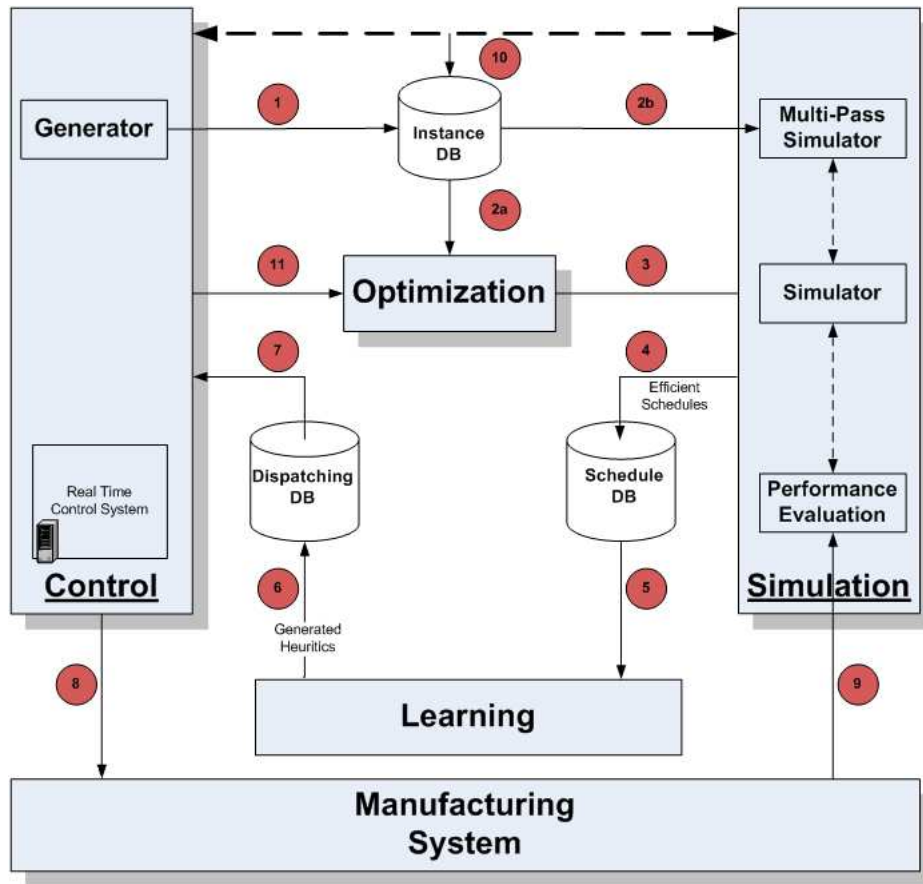 10
1
2b
Generator
Instance
DB
Multi-Pass
Simulator
2a
11
Optimization
3
Simulator
7
4
Efficient
Schedules
Dispatching
DB
Schedule
DB
Performance
Evaluation
Real Time
Control System
Control
Simulation
6
5
Generated
Heuritics
8
9
Learning
Manufacturing
System